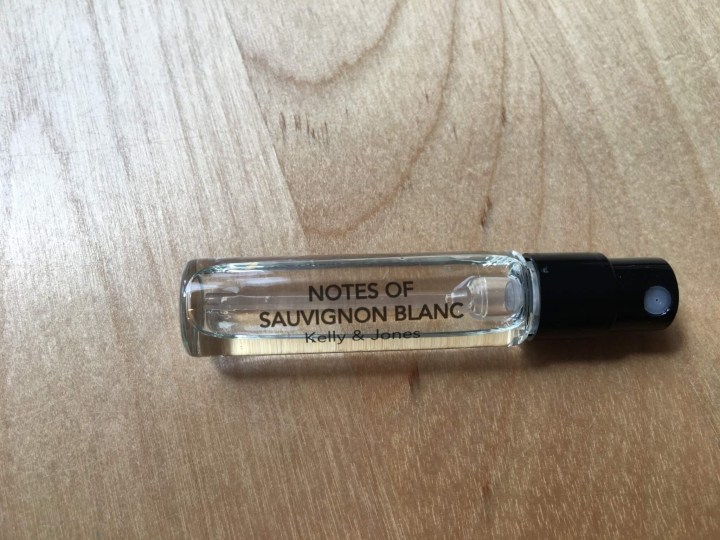 NOTES OF
SAUVIGNON BLANC
Kelly & Jones